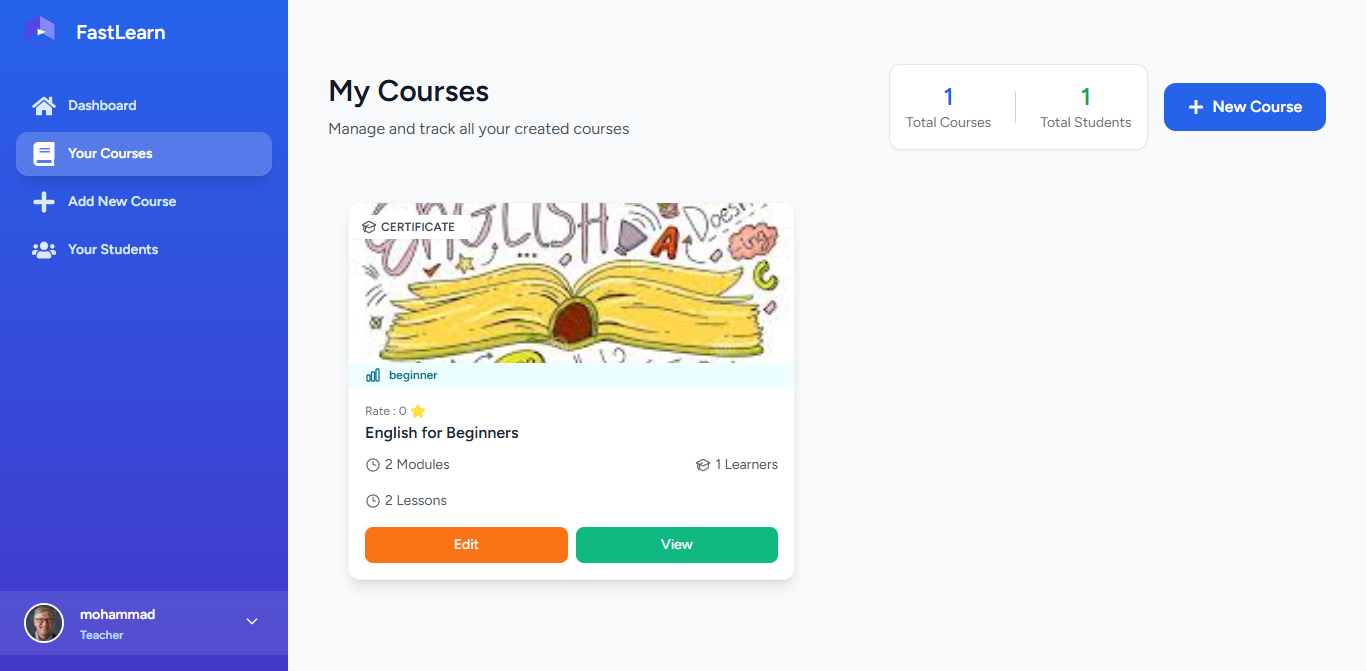 FastLearn
Dashboard
Your Courses
Add New Course
Your Students
mohammad
Teacher
My Courses
Manage and track all your created courses
1
Total Courses
1
Total Students
New Course
CERTIFICATE
ENGLISH
Doesn't
beginner
Rate : 0
English for Beginners
2 Modules
1 Learners
2 Lessons
Edit
View